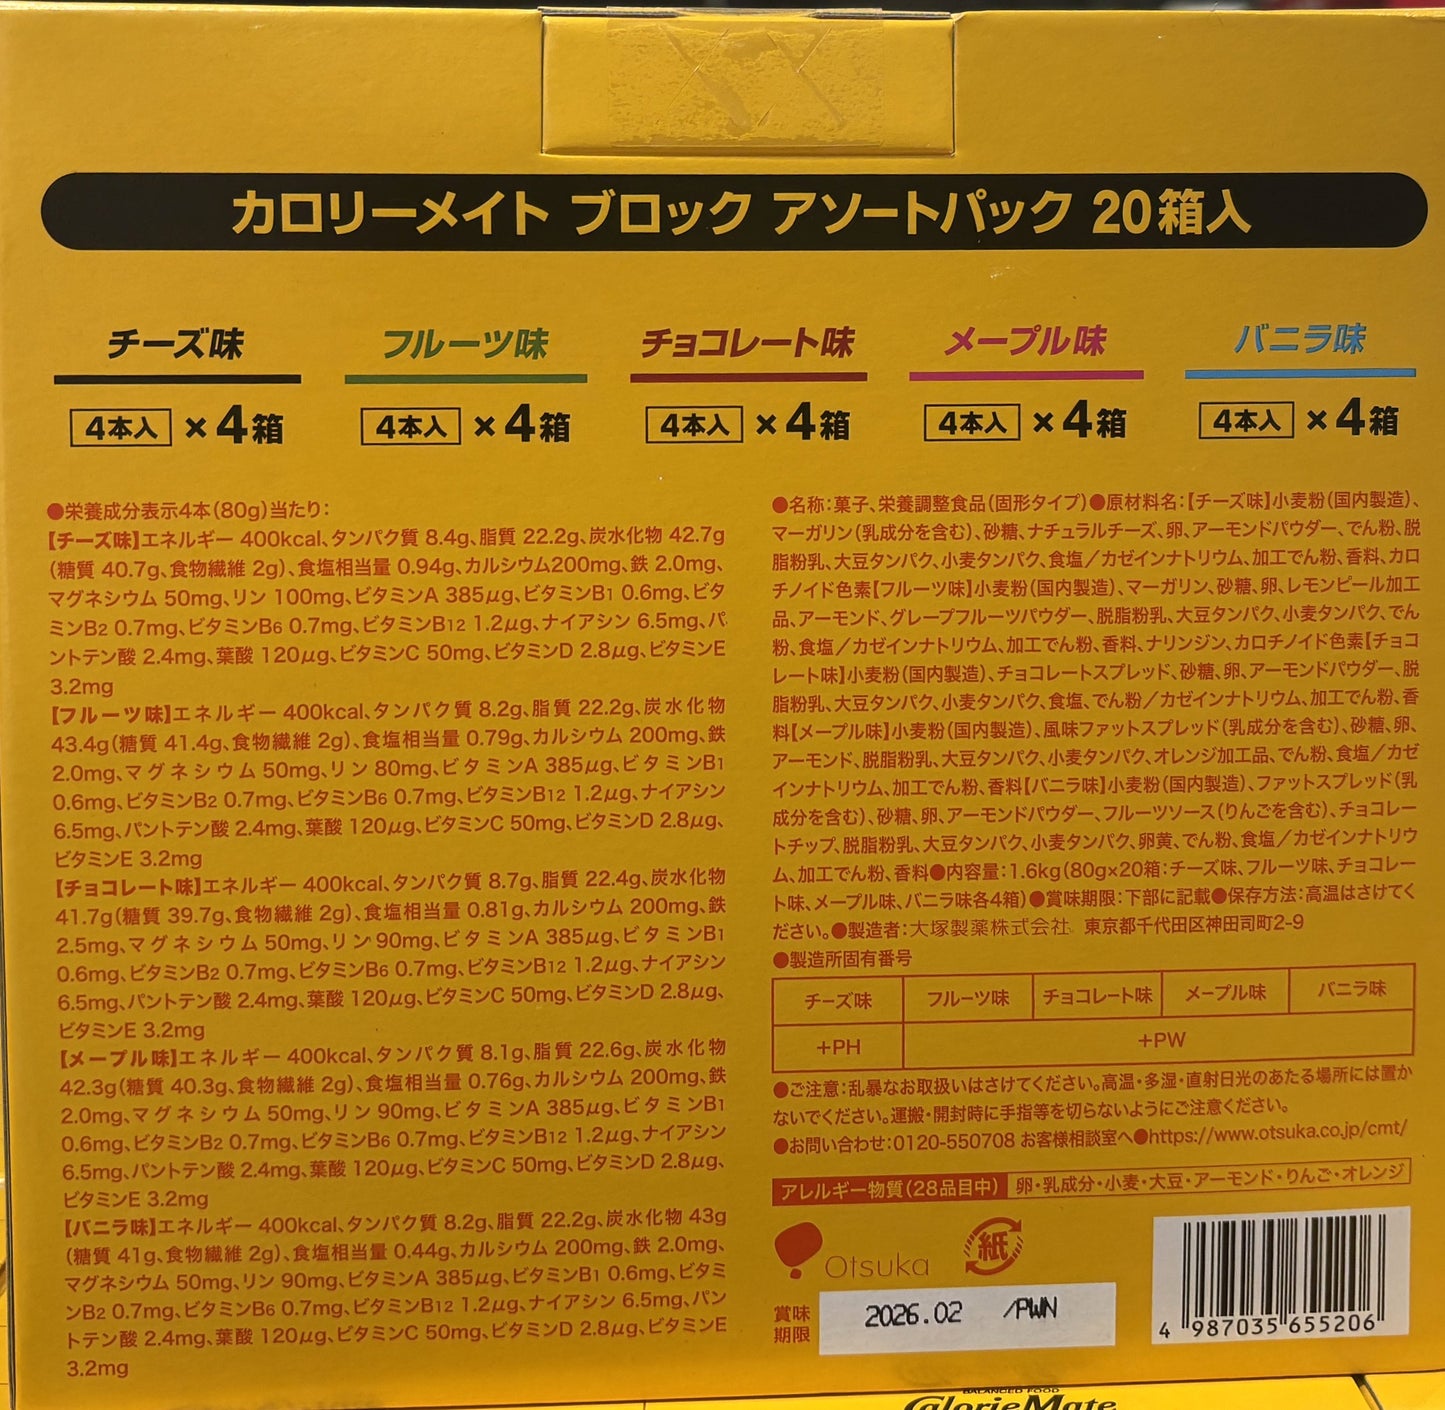 カロリーメイト ブロック アソートパック 20箱入
チーズ味
4本入 ×4箱
フルーツ味
4本入 ×4箱
チョコレート味
4本入 ×4箱
メープル味
4本入 ×4箱
バニラ味
4本入 ×4箱
●栄養成分表示4本(80g)当たり:
【チーズ味】エネルギー 400kcal、タンパク質 8.4g、脂質 22.2g、炭水化物 42.7g
(糖質 40.7g、食物繊維 2g)、食塩相当量 0.94g、カルシウム200mg、鉄 2.0mg、
マグネシウム 50mg、リン 100mg、ビタミンA 385μg、ビタミンB1 0.6mg、ビタ
ミンB2 0.7mg、ビタミンB6 0.7mg、ビタミンB12 1.2μg、ナイアシン 6.5mg、パ
ントテン酸 2.4mg、葉酸 120μg、ビタミンC 50mg、ビタミンD 2.8μg、ビタミンE
3.2mg
【フルーツ味】エネルギー 400kcal、タンパク質 8.2g、脂質 22.2g、炭水化物
43.4g(糖質 41.4g、食物繊維 2g)、食塩相当量 0.79g、カルシウム 200mg、鉄
2.0mg、マグネシウム 50mg、リン 80mg、ビタミンA 385μg、ビタミンB1
0.6mg、ビタミンB2 0.7mg、ビタミンB6 0.7mg、ビタミンB12 1.2μg、ナイアシン
6.5mg、パントテン酸 2.4mg、葉酸 120μg、ビタミンC 50mg、ビタミンD 2.8μg、
ビタミンE 3.2mg
【チョコレート味】エネルギー 400kcal、タンパク質 8.7g、脂質 22.4g、炭水化物
41.7g(糖質 39.7g、食物繊維 2g)、食塩相当量 0.81g、カルシウム 200mg、鉄
2.5mg、マグネシウム 50mg、リン 90mg、ビタミンA 385μg、ビタミンB1
0.6mg、ビタミンB2 0.7mg、ビタミンB6 0.7mg、ビタミンB12 1.2μg、ナイアシン
6.5mg、パントテン酸 2.4mg、葉酸 120μg、ビタミンC 50mg、ビタミンD 2.8μg、
ビタミンE 3.2mg
【メープル味】エネルギー 400kcal、タンパク質 8.1g、脂質 22.6g、炭水化物
42.3g(糖質 40.3g、食物繊維 2g)、食塩相当量 0.76g、カルシウム 200mg、鉄
2.0mg、マグネシウム 50mg、リン 90mg、ビタミンA 385μg、ビタミンB1
0.6mg、ビタミンB2 0.7mg、ビタミンB6 0.7mg、ビタミンB12 1.2μg、ナイアシン
6.5mg、パントテン酸 2.4mg、葉酸 120μg、ビタミンC 50mg、ビタミンD 2.8μg、
ビタミンE 3.2mg
【バニラ味】エネルギー 400kcal、タンパク質 8.2g、脂質 22.2g、炭水化物 43g
(糖質 41g、食物繊維 2g)、食塩相当量 0.44g、カルシウム 200mg、鉄 2.0mg、
マグネシウム 50mg、リン 90mg、ビタミンA 385μg、ビタミンB1 0.6mg、ビタミ
ンB2 0.7mg、ビタミンB6 0.7mg、ビタミンB12 1.2μg、ナイアシン 6.5mg、パン
トテン酸 2.4mg、葉酸 120μg、ビタミンC 50mg、ビタミンD 2.8μg、ビタミンE
3.2mg
●名称:菓子、栄養調整食品(固形タイプ)●原材料名:【チーズ味】小麦粉(国内製造)、
マーガリン(乳成分を含む)、砂糖、ナチュラルチーズ、卵、アーモンドパウダー、でん粉、脱
脂粉乳、大豆タンパク、小麦タンパク、食塩/カゼインナトリウム、加工でん粉、香料、カロ
チノイド色素【フルーツ味】小麦粉(国内製造)、マーガリン、砂糖、卵、レモンピール加工
品、アーモンド、グレープフルーツパウダー、脱脂粉乳、大豆タンパク、小麦タンパク、でん
粉、食塩/カゼインナトリウム、加工でん粉、香料、ナリンジン、カロチノイド色素【チョコ
レート味】小麦粉(国内製造)、チョコレートスプレッド、砂糖、卵、アーモンドパウダー、脱
脂粉乳、大豆タンパク、小麦タンパク、食塩、でん粉/カゼインナトリウム、加工でん粉、香
料【メープル味】小麦粉(国内製造)、風味ファットスプレッド(乳成分を含む)、砂糖、卵、
アーモンド、脱脂粉乳、大豆タンパク、小麦タンパク、オレンジ加工品、でん粉、食塩/カゼ
インナトリウム、加工でん粉、香料【バニラ味】小麦粉(国内製造)、ファットスプレッド(乳
成分を含む)、砂糖、卵、アーモンドパウダー、フルーツソース(りんごを含む)、チョコレー
トチップ、脱脂粉乳、大豆タンパク、小麦タンパク、卵黄、でん粉、食塩/カゼインナトリウ
ム、加工でん粉、香料●内容量:1.6kg(80g×20箱:チーズ味、フルーツ味、チョコレー
ト味、メープル味、バニラ味各4箱)●賞味期限:下部に記載●保存方法:高温はさけてく
ださい。●製造者:大塚製薬株式会社 東京都千代田区神田司町2-9
●製造所固有番号
チーズ味 フルーツ味 チョコレート味 メープル味 バニラ味
+PH +PW
●ご注意:乱暴なお取扱いはさけてください。高温・多湿・直射日光のあたる場所には置か
ないでください。運搬・開封時に手指等を切らないようにご注意ください。
●お問い合わせ:0120-550708 お客様相談室へ●https://www.otsuka.co.jp/cmt/
アレルギー物質(28品目中) 卵・乳成分・小麦・大豆・アーモンド・りんご・オレンジ
Otsuka
紙
賞味
期限
2026.02 /PWN
4 987035 655206
BALANCED FOOD
CalorieMate